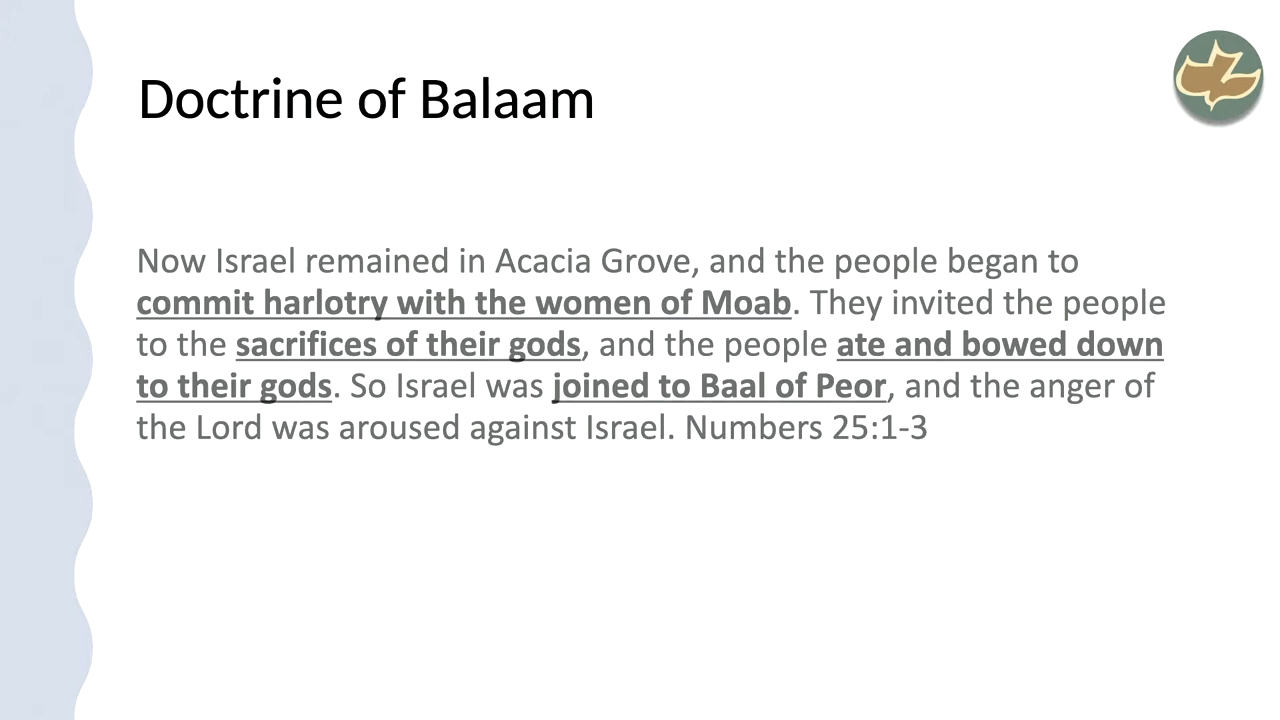 Doctrine of Balaam
Now Israel remained in Acacia Grove, and the people began to
commit harlotry with the women of Moab. They invited the people
to the sacrifices of their gods, and the people ate and bowed down
to their gods. So Israel was joined to Baal of Peor, and the anger of
the Lord was aroused against Israel. Numbers 25:1-3